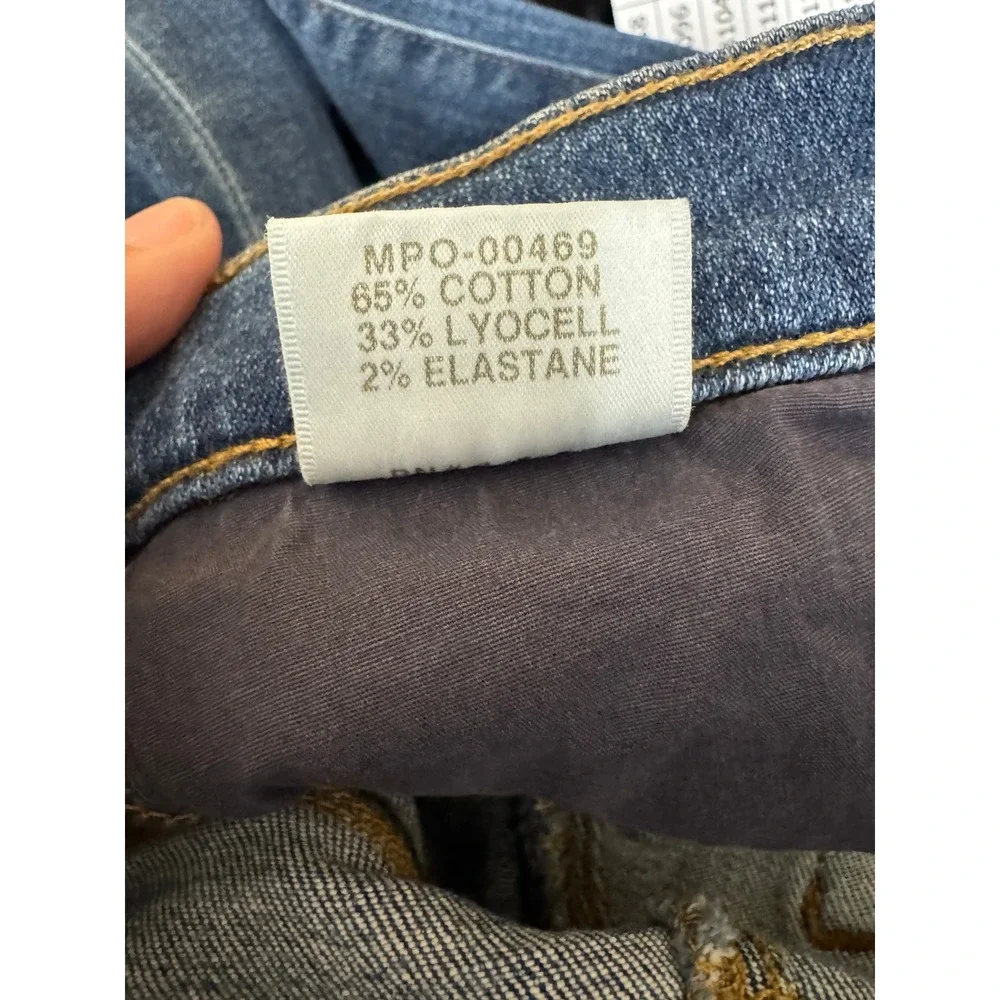 MPO-00469
65% COTTON
33% LYOCELL
2% ELASTANE